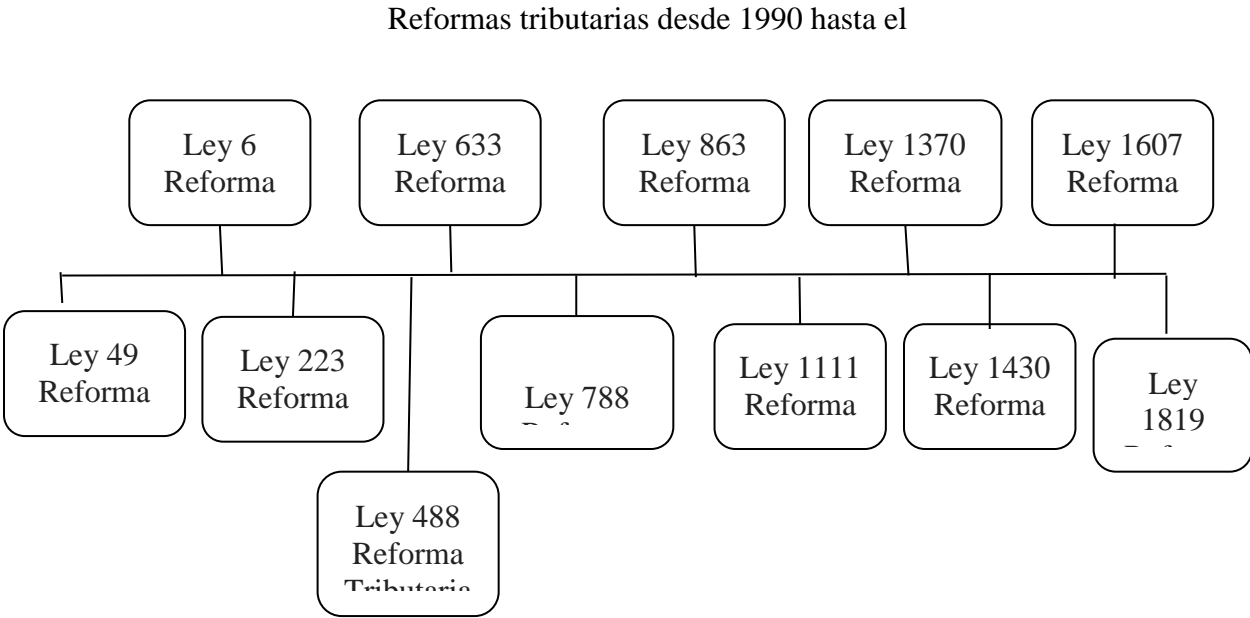 Reformas tributarias desde 1990 hasta el
Ley 6
Reforma
Ley 633
Reforma
Ley 863
Reforma
Ley 1370
Reforma
Ley 1607
Reforma
Ley 49
Reforma
Ley 223
Reforma
Ley 788
Ley 1111
Reforma
Ley 1430
Reforma
Ley
1819
Ley 488
Reforma
Tributaria